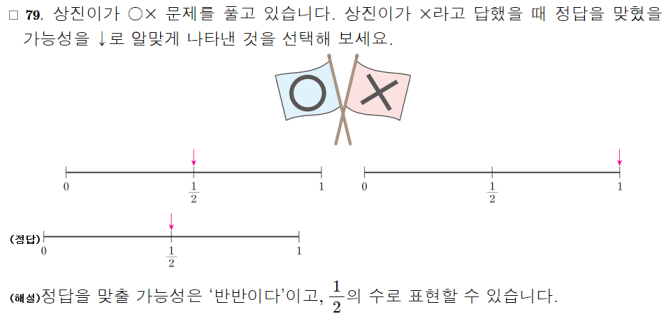 □ 79. 상진이가 ○× 문제를 풀고 있습니다. 상진이가 ×라고 답했을 때 정답을 맞혔을
가능성을 ↓로 알맞게 나타낸 것을 선택해 보세요.
0 1/2 1 0 1/2 1
(정답)
0 1/2 1
(해설)정답을 맞출 가능성은 ‘반반이다’이고, 1/2의 수로 표현할 수 있습니다.